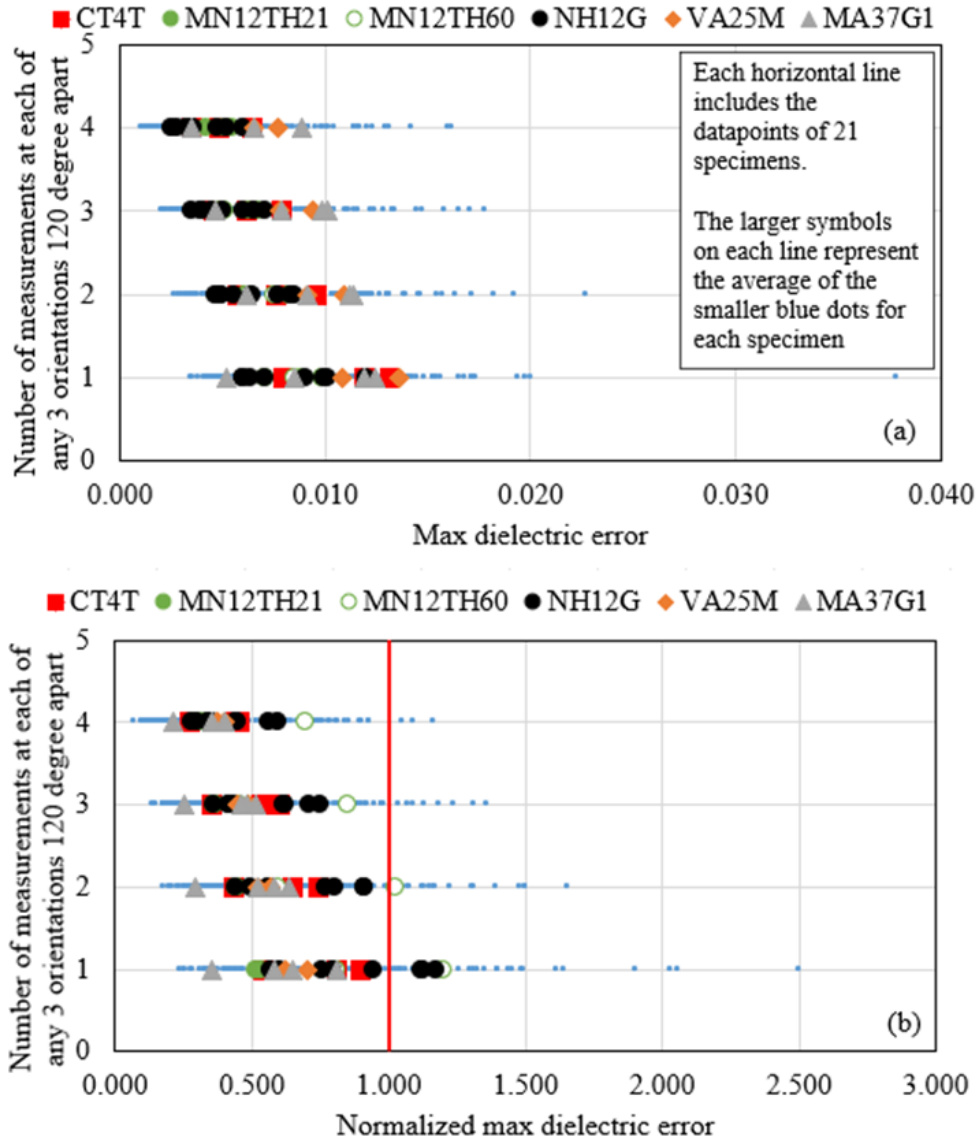 CT4T MN12TH21 MN12TH60 NH12G VA25M MA37G1
Number of measurements at each of
any 3 orientations 120 degree apart
5
4
3
2
1
0
Each horizontal line
includes the
datapoints of 21
specimens.
The larger symbols
on each line represent
the average of the
smaller blue dots for
each specimen
(a)
0.000 0.010 0.020 0.030 0.040
Max dielectric error
CT4T MN12TH21 MN12TH60 NH12G VA25M MA37G1
Number of measurements at each of
any 3 orientations 120 degree apart
5
4
3
2
1
0
(b)
0.000 0.500 1.000 1.500 2.000 2.500 3.000
Normalized max dielectric error